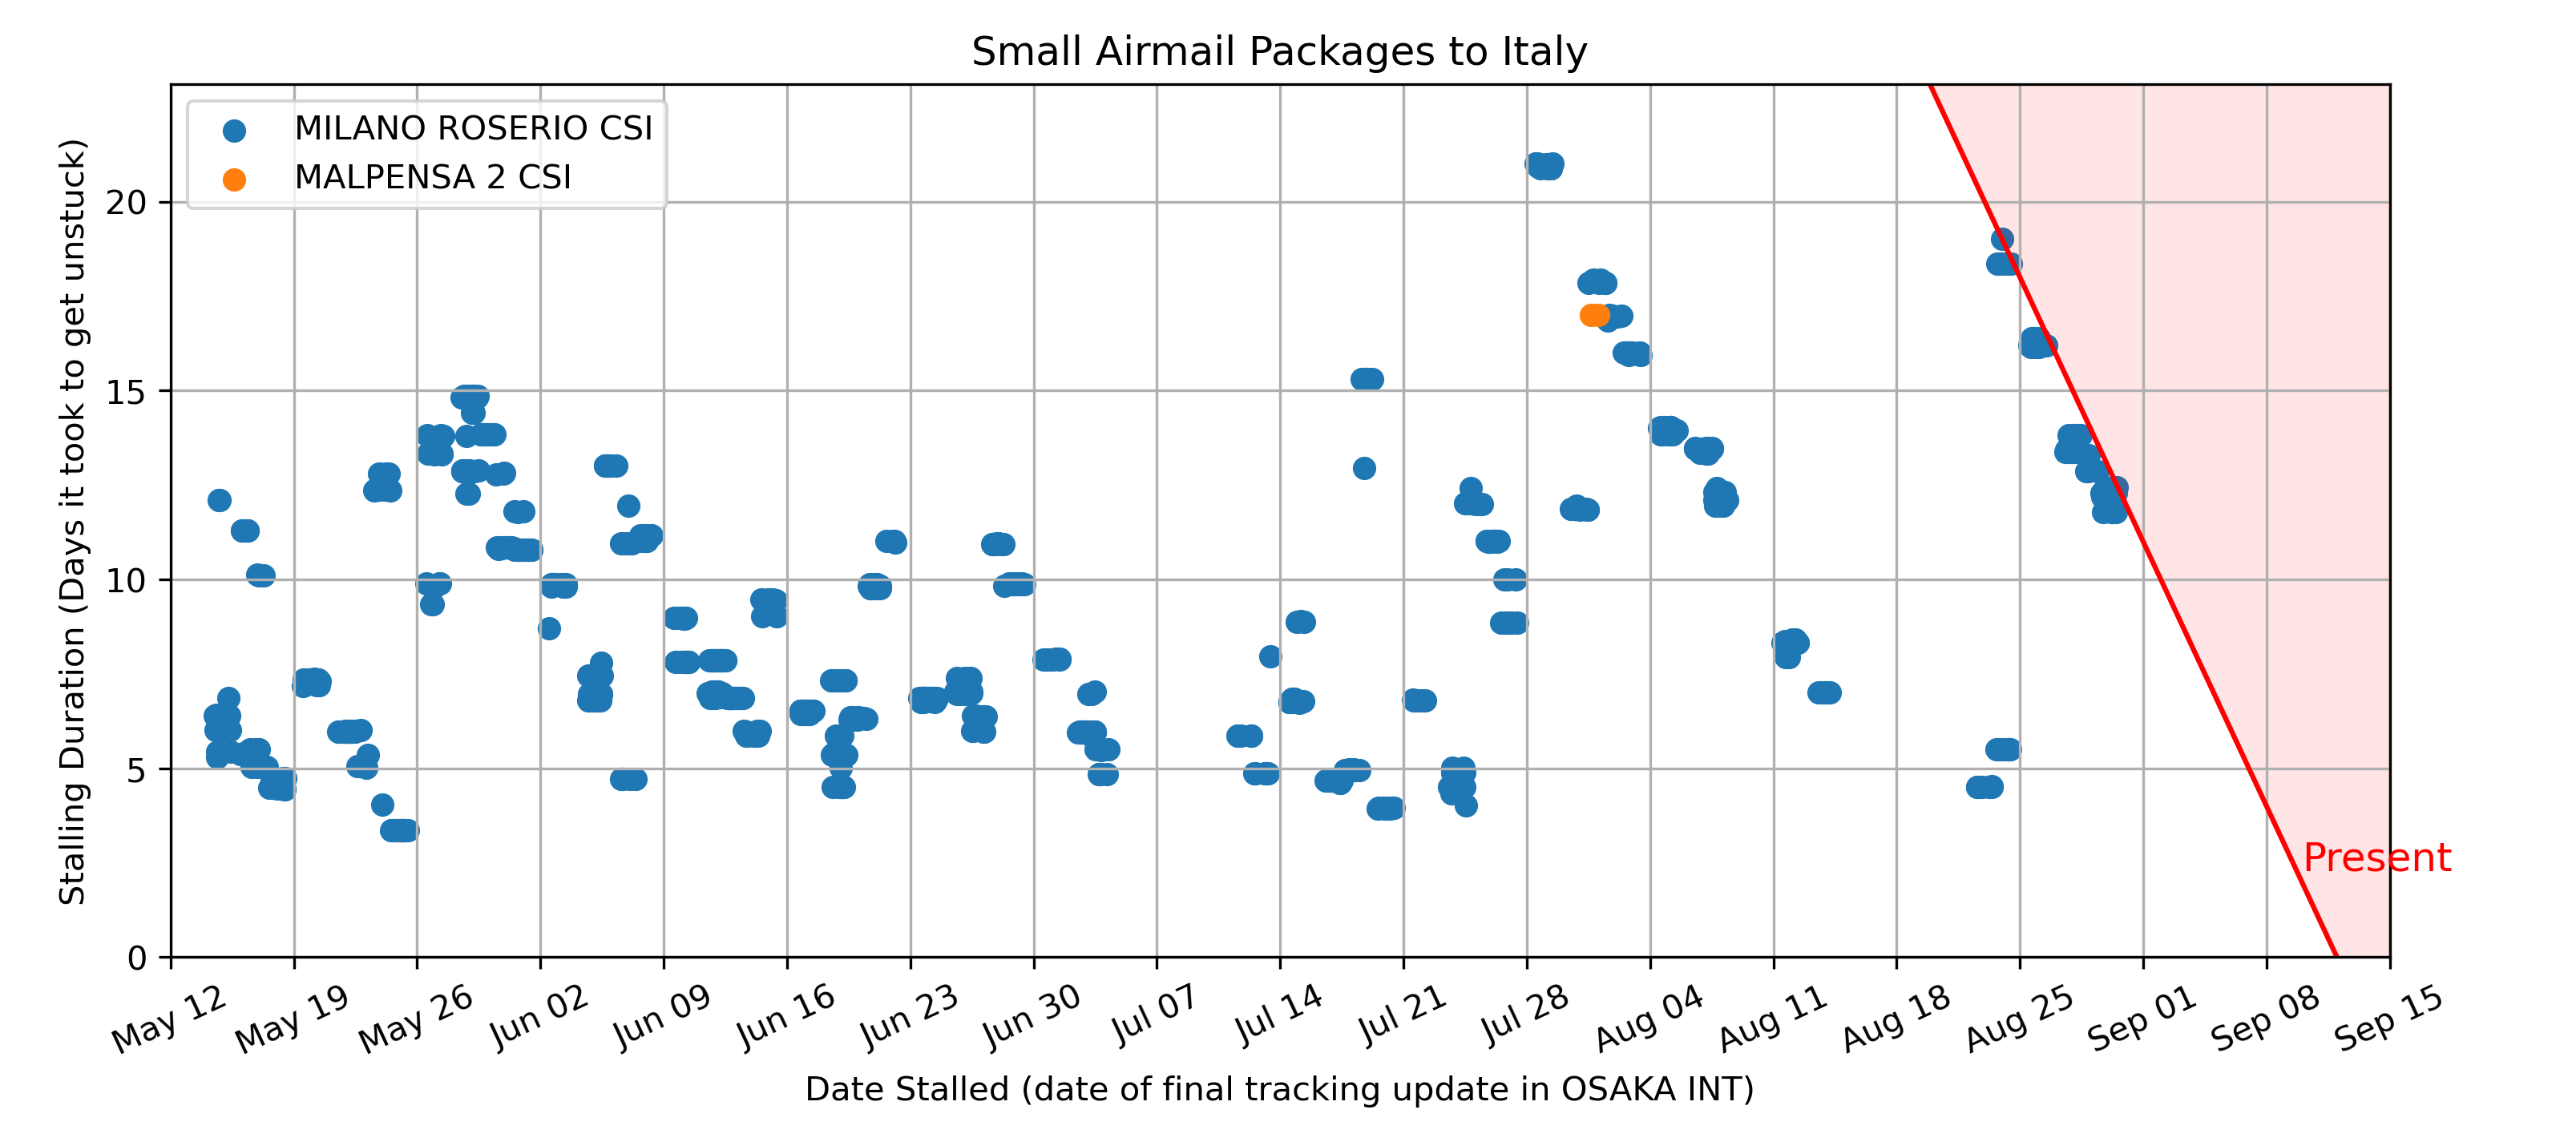 Small Airmail Packages to Italy
MILANO ROSERIO CSI
MALPENSA 2 CSI
Stalling Duration (Days it took to get unstuck)
20
15
10
5
0
Present
May 12
May 19
May 26
Jun 02
Jun 09
Jun 16
Jun 23
Jun 30
Jul 07
Jul 14
Jul 21
Jul 28
Aug 04
Aug 11
Aug 18
Aug 25
Sep 01
Sep 08
Sep 15
Date Stalled (date of final tracking update in OSAKA INT)